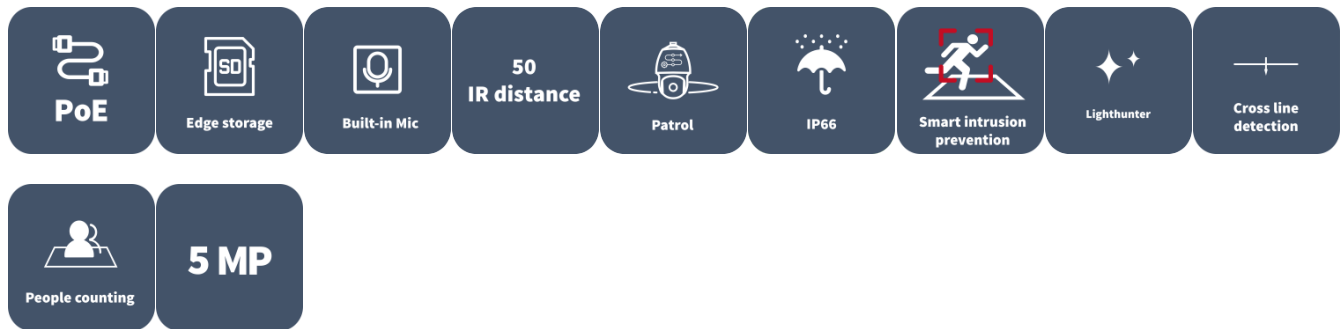 PoE
SD
Edge storage
Built-in Mic
50
IR distance
Patrol
IP66
Smart intrusion
prevention
Lighthunter
Cross line
detection
People counting
5 MP